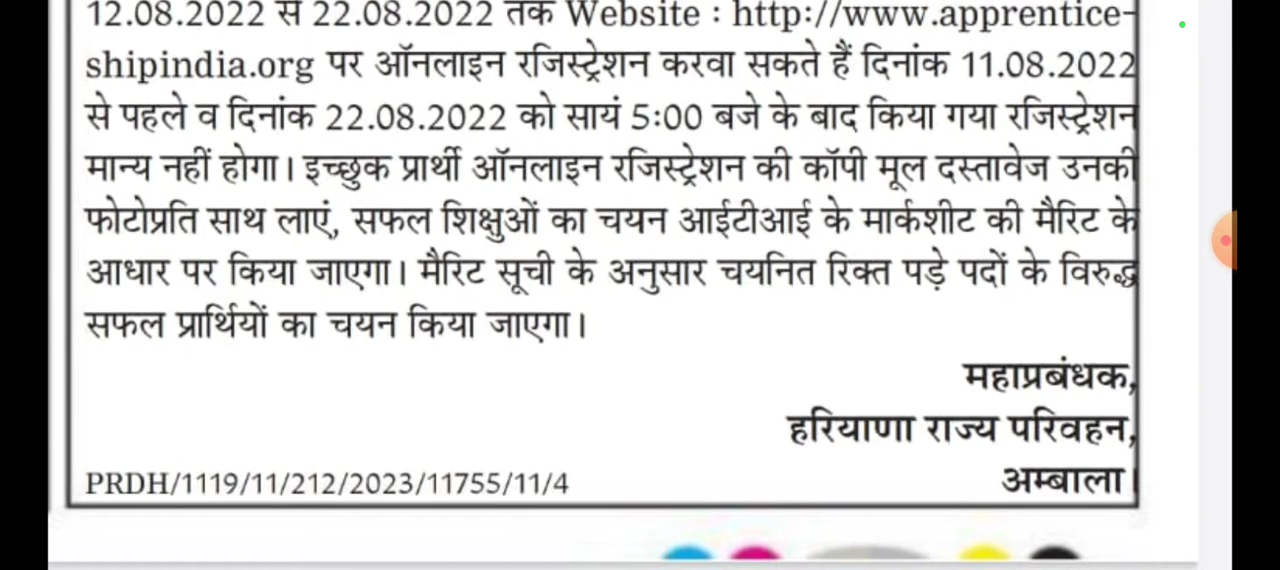 12.08.2022 से 22.08.2022 तक Website : http://www.apprentice-
shipindia.org पर ऑनलाइन रजिस्ट्रेशन करवा सकते हैं दिनांक 11.08.2022
से पहले व दिनांक 22.08.2022 को सायं 5:00 बजे के बाद किया गया रजिस्ट्रेशन
मान्य नहीं होगा। इच्छुक प्रार्थी ऑनलाइन रजिस्ट्रेशन की कॉपी मूल दस्तावेज उनकी
फोटोप्रति साथ लाएं, सफल शिक्षुओं का चयन आईटीआई के मार्कशीट की मैरिट के
आधार पर किया जाएगा। मैरिट सूची के अनुसार चयनित रिक्त पड़े पदों के विरुद्ध
सफल प्रार्थियों का चयन किया जाएगा।
महाप्रबंधक,
हरियाणा राज्य परिवहन,
PRDH/1119/11/212/2023/11755/11/4 अम्बाला।